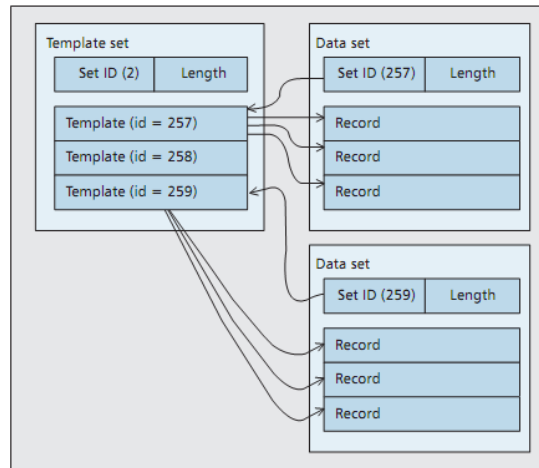 Template set
Set ID (2) Length
Template (id = 257)
Template (id = 258)
Template (id = 259)
Data set
Set ID (257) Length
Record
Record
Record
Data set
Set ID (259) Length
Record
Record
Record